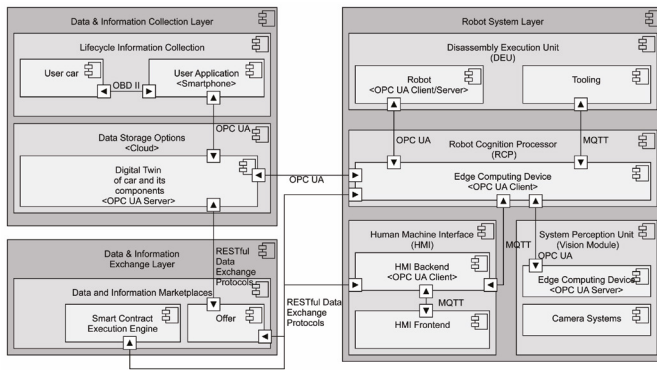 Data & Information Collection Layer
Lifecycle Information Collection
User car
OBD II
User Application
<Smartphone>
OPC UA
Data Storage Options
<Cloud>
Digital Twin
of car and its
components
<OPC UA Server>
OPC UA
Data & Information
Exchange Layer
RESTful
Data
Exchange
Protocols
Data and Information Marketplaces
Smart Contract
Execution Engine
Offer
RESTful Data
Exchange
Protocols
Robot System Layer
Disassembly Execution Unit
(DEU)
Robot
<OPC UA Client/Server>
Tooling
OPC UA
MQTT
Robot Cognition Processor
(RCP)
Edge Computing Device
<OPC UA Client>
Human Machine Interface
(HMI)
HMI Backend
<OPC UA Client>
MQTT
HMI Frontend
MQTT
System Perception Unit
(Vision Module)
OPC UA
Edge Computing Device
<OPC UA Server>
Camera Systems